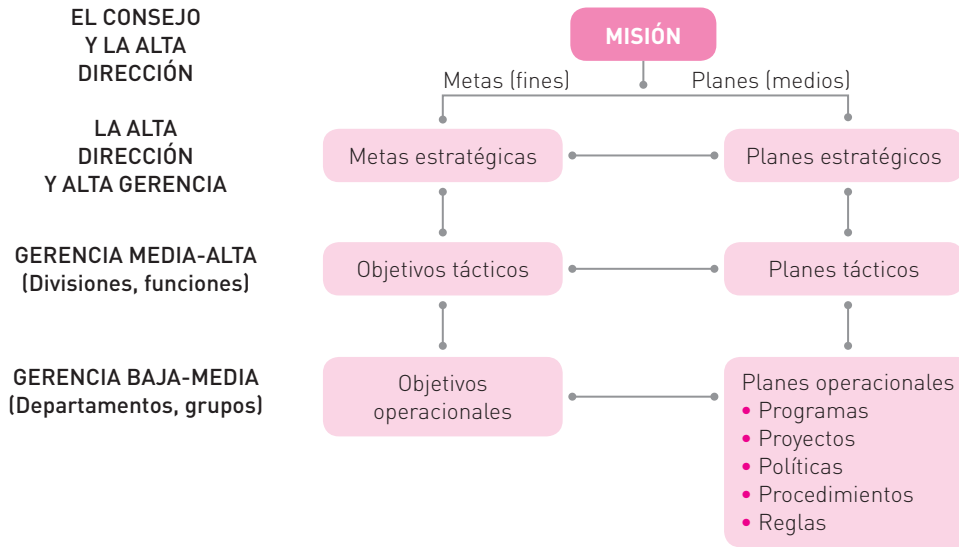 EL CONSEJO
Y LA ALTA
DIRECCIÓN
MISIÓN
Metas (fines)
Planes (medios)
LA ALTA
DIRECCIÓN
Y ALTA GERENCIA
Metas estratégicas
Planes estratégicos
GERENCIA MEDIA-ALTA
(Divisiones, funciones)
Objetivos tácticos
Planes tácticos
GERENCIA BAJA-MEDIA
(Departamentos, grupos)
Objetivos
operacionales
Planes operacionales
• Programas
• Proyectos
• Políticas
• Procedimientos
• Reglas